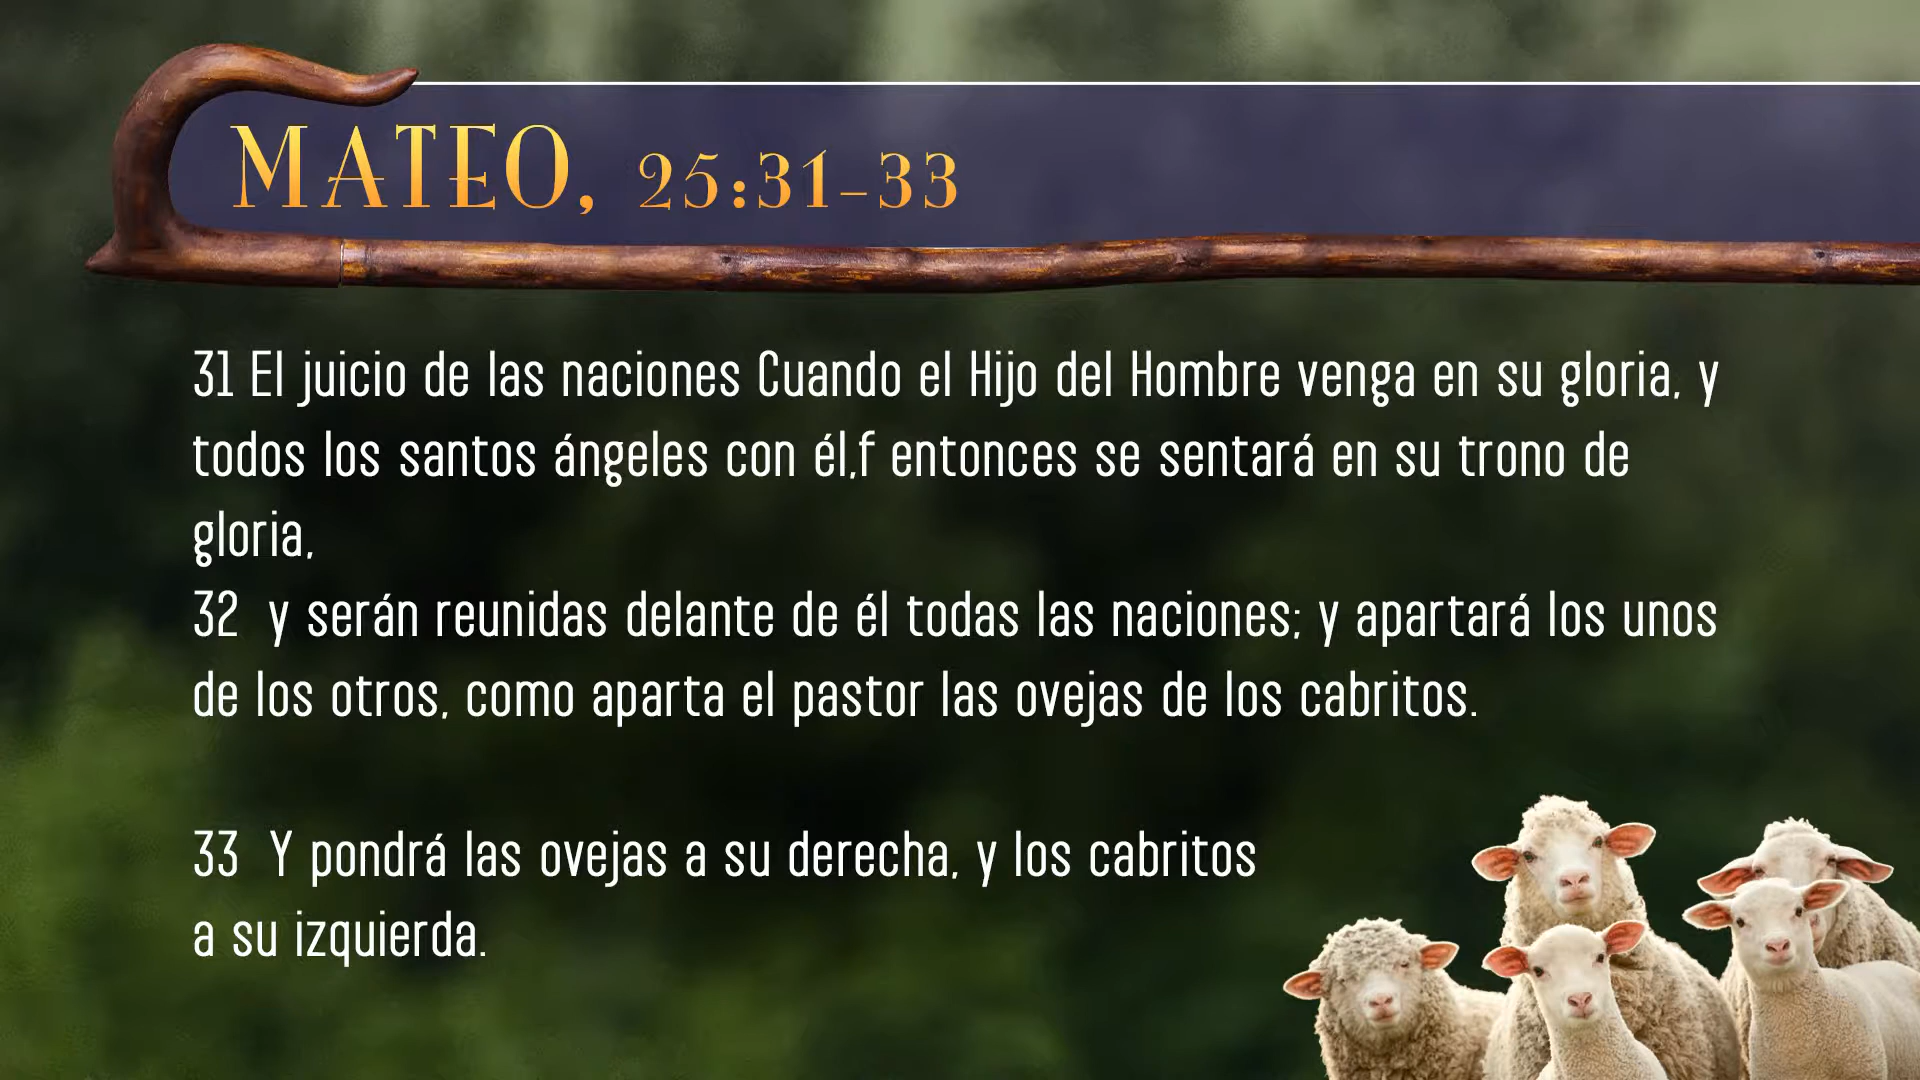 MATEO, 25:31-33
31 El juicio de las naciones Cuando el Hijo del Hombre venga en su gloria, y
todos los santos ángeles con él,f entonces se sentará en su trono de
gloria,
32  y serán reunidas delante de él todas las naciones; y apartará los unos
de los otros, como aparta el pastor las ovejas de los cabritos.
33  Y pondrá las ovejas a su derecha, y los cabritos
a su izquierda.